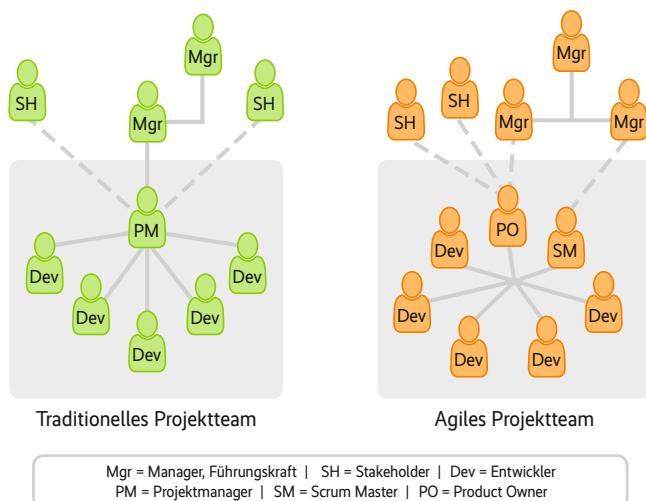 Mgr
SH
SH
Mgr
PM
Dev
Dev
Dev
Dev
Dev
Traditionelles Projektteam
Mgr
SH
SH
Mgr
Mgr
PO
Dev
SM
Dev
Dev
Dev
Dev
Agiles Projektteam
Mgr = Manager, Führungskraft | SH = Stakeholder | Dev = Entwickler
PM = Projektmanager | SM = Scrum Master | PO = Product Owner